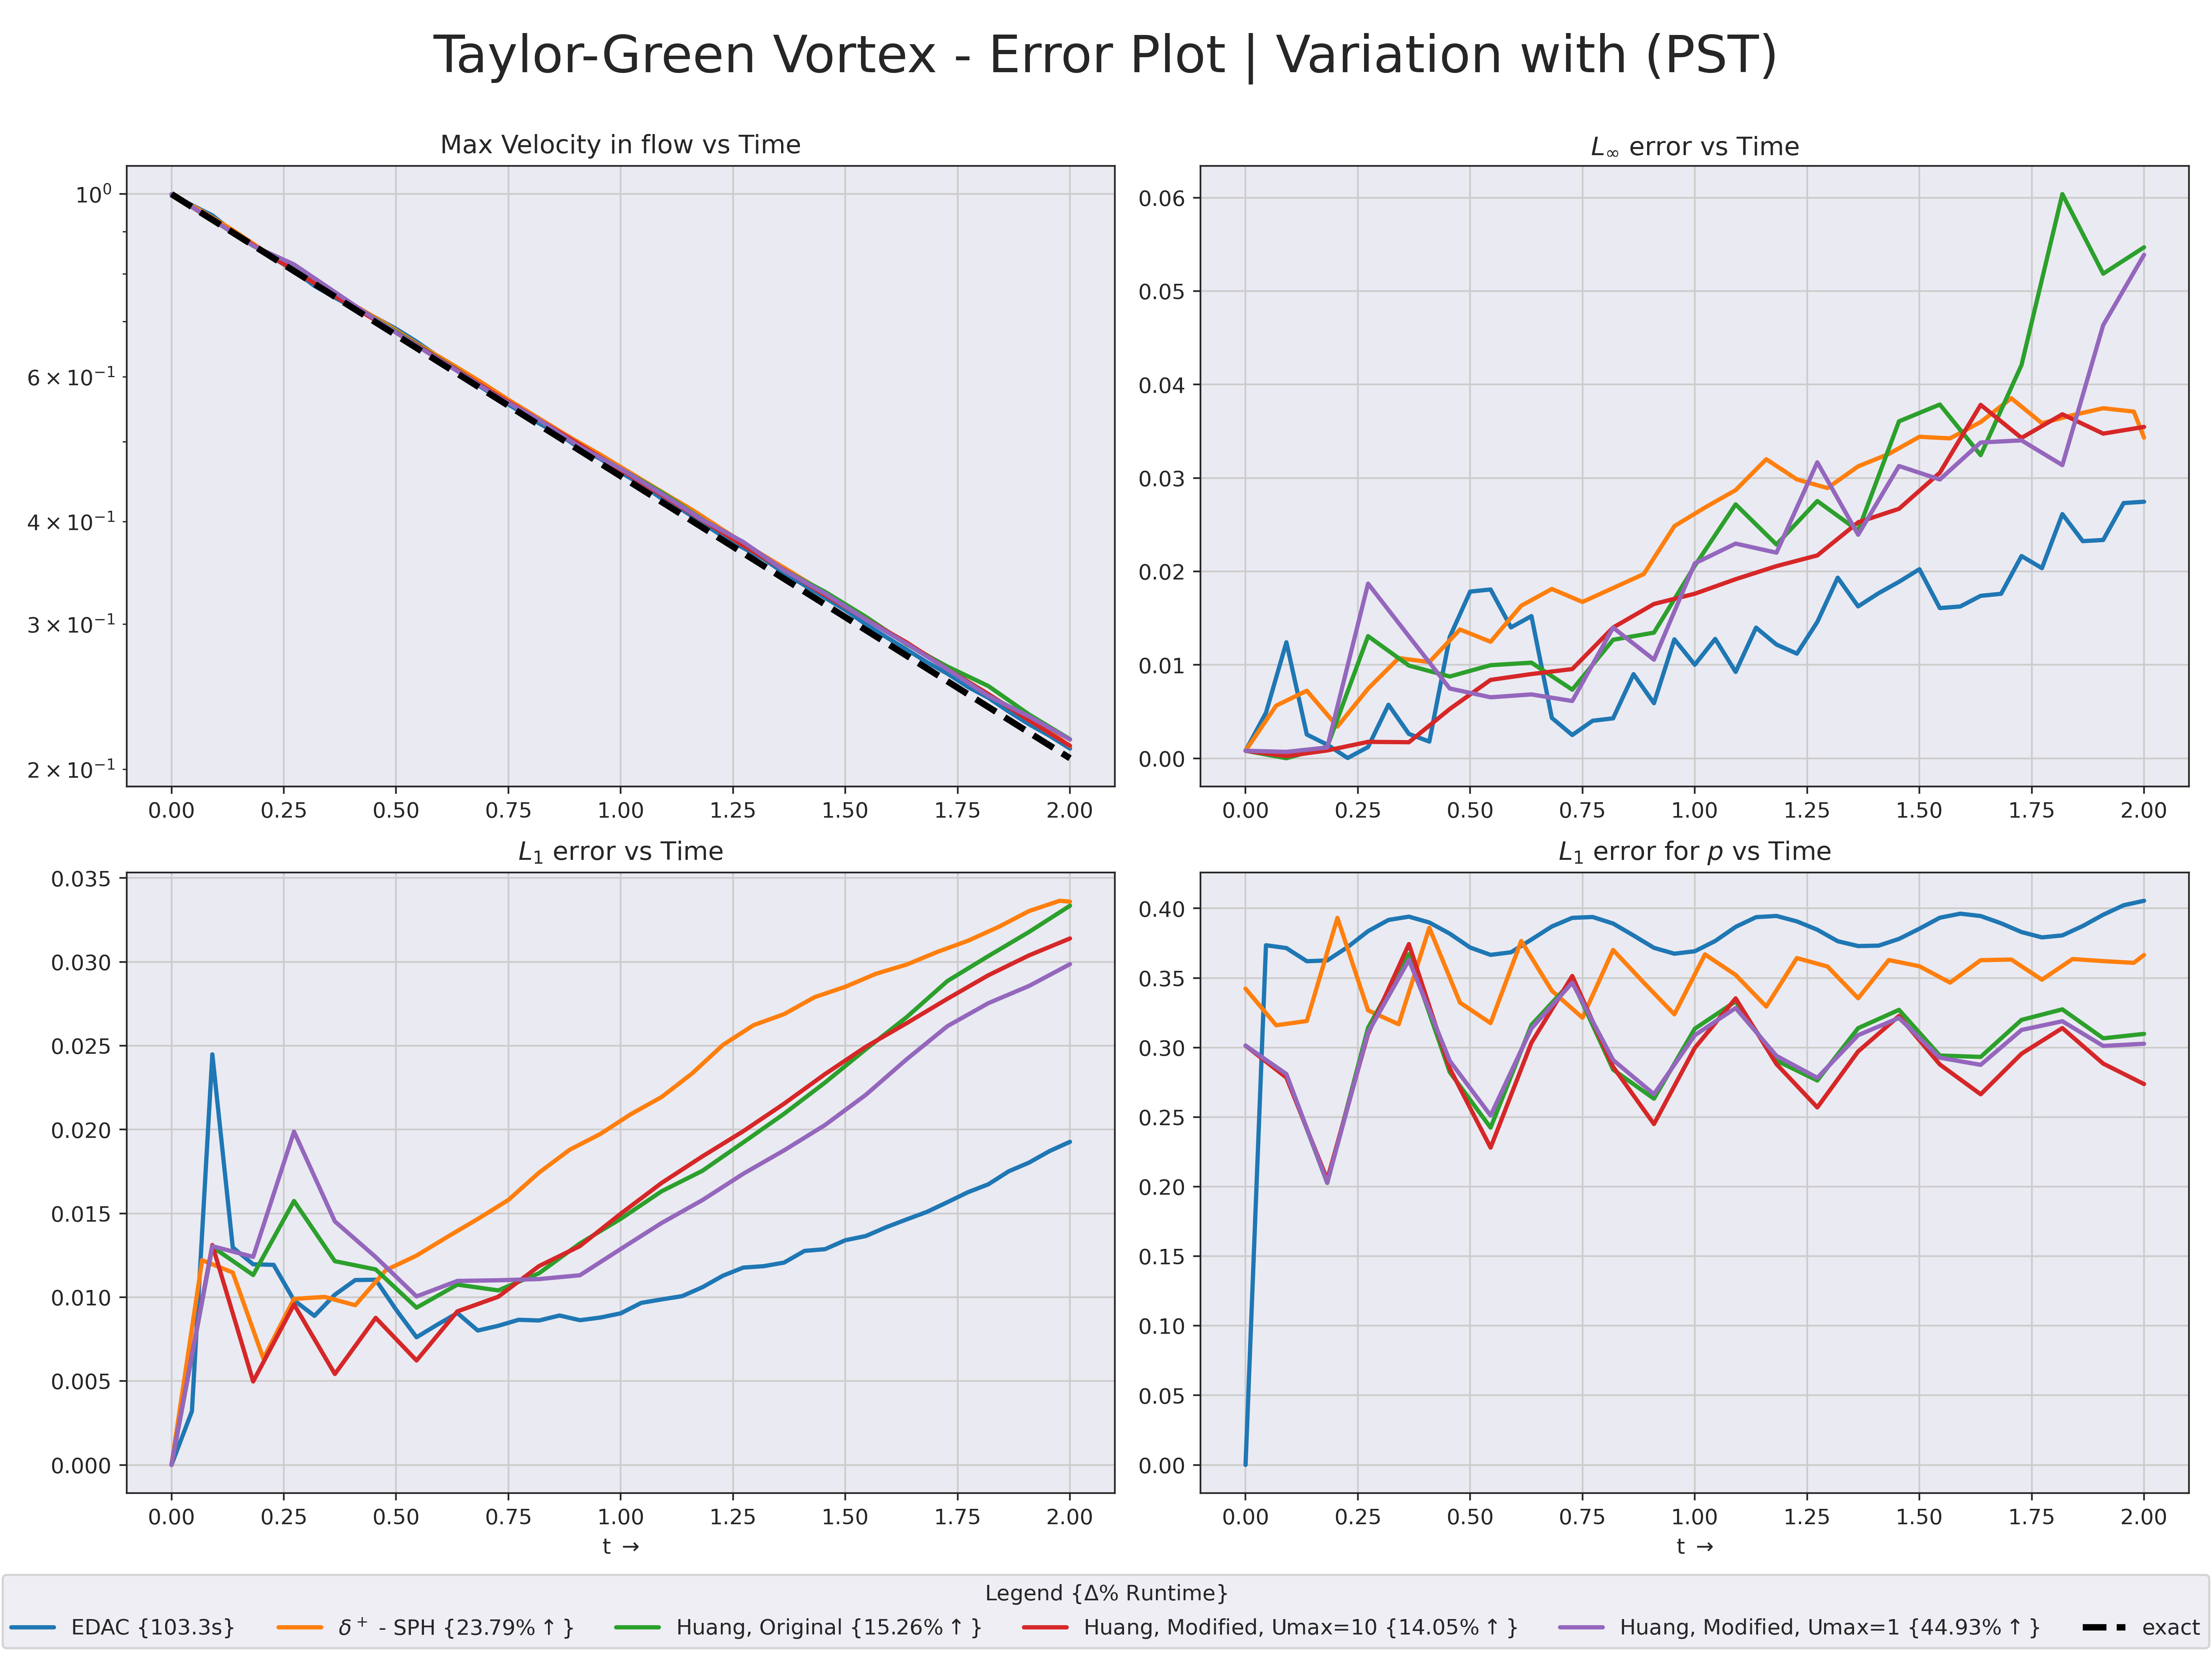 Taylor-Green Vortex - Error Plot | Variation with (PST)
Max Velocity in flow vs Time
10⁰
6 × 10⁻¹
4 × 10⁻¹
3 × 10⁻¹
2 × 10⁻¹
0.00 0.25 0.50 0.75 1.00 1.25 1.50 1.75 2.00
L∞ error vs Time
0.06
0.05
0.04
0.03
0.02
0.01
0.00
0.00 0.25 0.50 0.75 1.00 1.25 1.50 1.75 2.00
L₁ error vs Time
0.035
0.030
0.025
0.020
0.015
0.010
0.005
0.000
0.00 0.25 0.50 0.75 1.00 1.25 1.50 1.75 2.00
t →
L₁ error for p vs Time
0.40
0.35
0.30
0.25
0.20
0.15
0.10
0.05
0.00
0.00 0.25 0.50 0.75 1.00 1.25 1.50 1.75 2.00
t →
Legend {Δ% Runtime}
EDAC {103.3s} δ⁺ - SPH {23.79% ↑} Huang, Original {15.26% ↑} Huang, Modified, Umax=10 {14.05% ↑} Huang, Modified, Umax=1 {44.93% ↑} exact